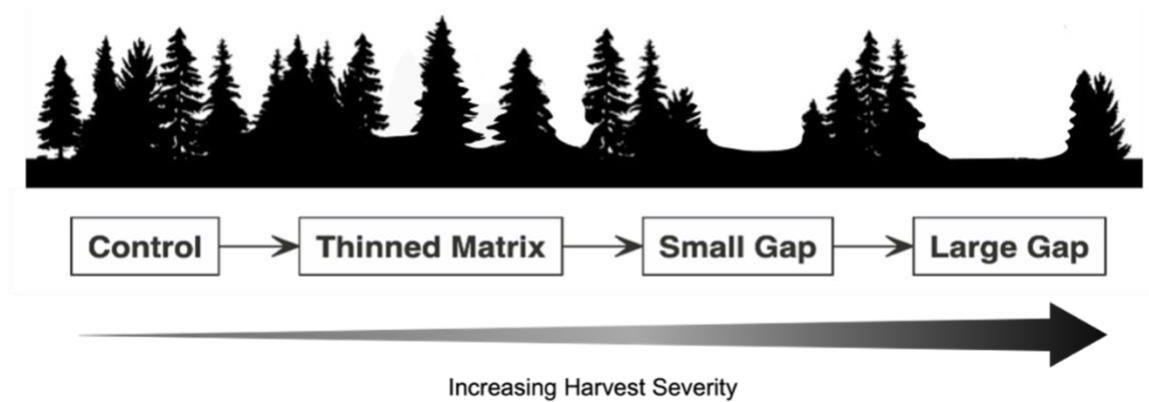 Control
Thinned Matrix
Small Gap
Large Gap
Increasing Harvest Severity